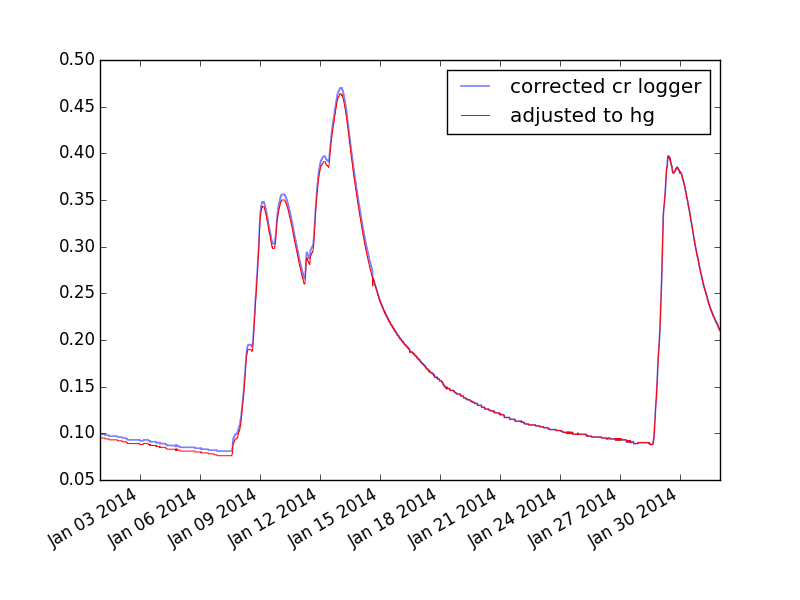 0.50
0.45
0.40
0.35
0.30
0.25
0.20
0.15
0.10
0.05
corrected cr logger
adjusted to hg
Jan 03 2014
Jan 06 2014
Jan 09 2014
Jan 12 2014
Jan 15 2014
Jan 18 2014
Jan 21 2014
Jan 24 2014
Jan 27 2014
Jan 30 2014